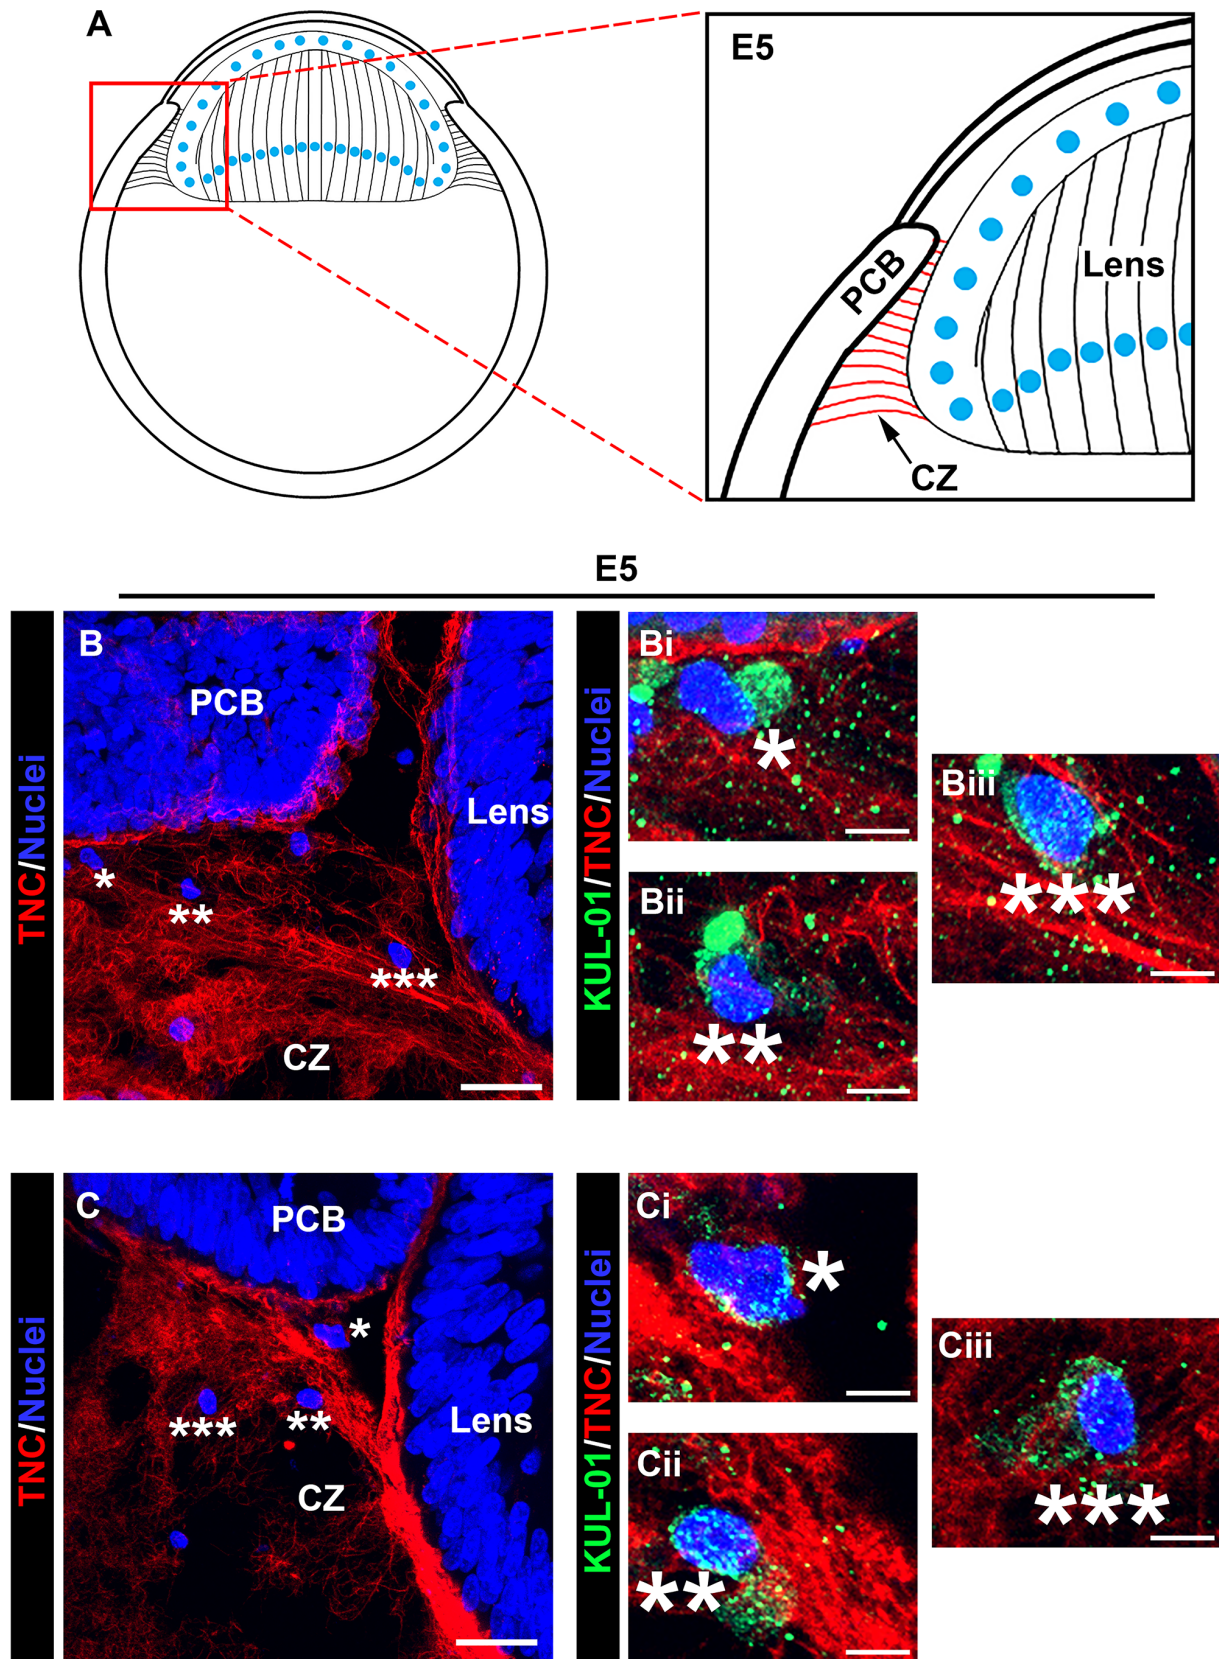 A
E5
PCB
Lens
CZ
E5
TNC/Nuclei
B
PCB
Lens
*
**
***
CZ
KUL-01/TNC/Nuclei
Bi
*
Bii
**
Biii
***
TNC/Nuclei
C
PCB
*
***
**
Lens
CZ
KUL-01/TNC/Nuclei
Ci
*
Cii
**
Ciii
***